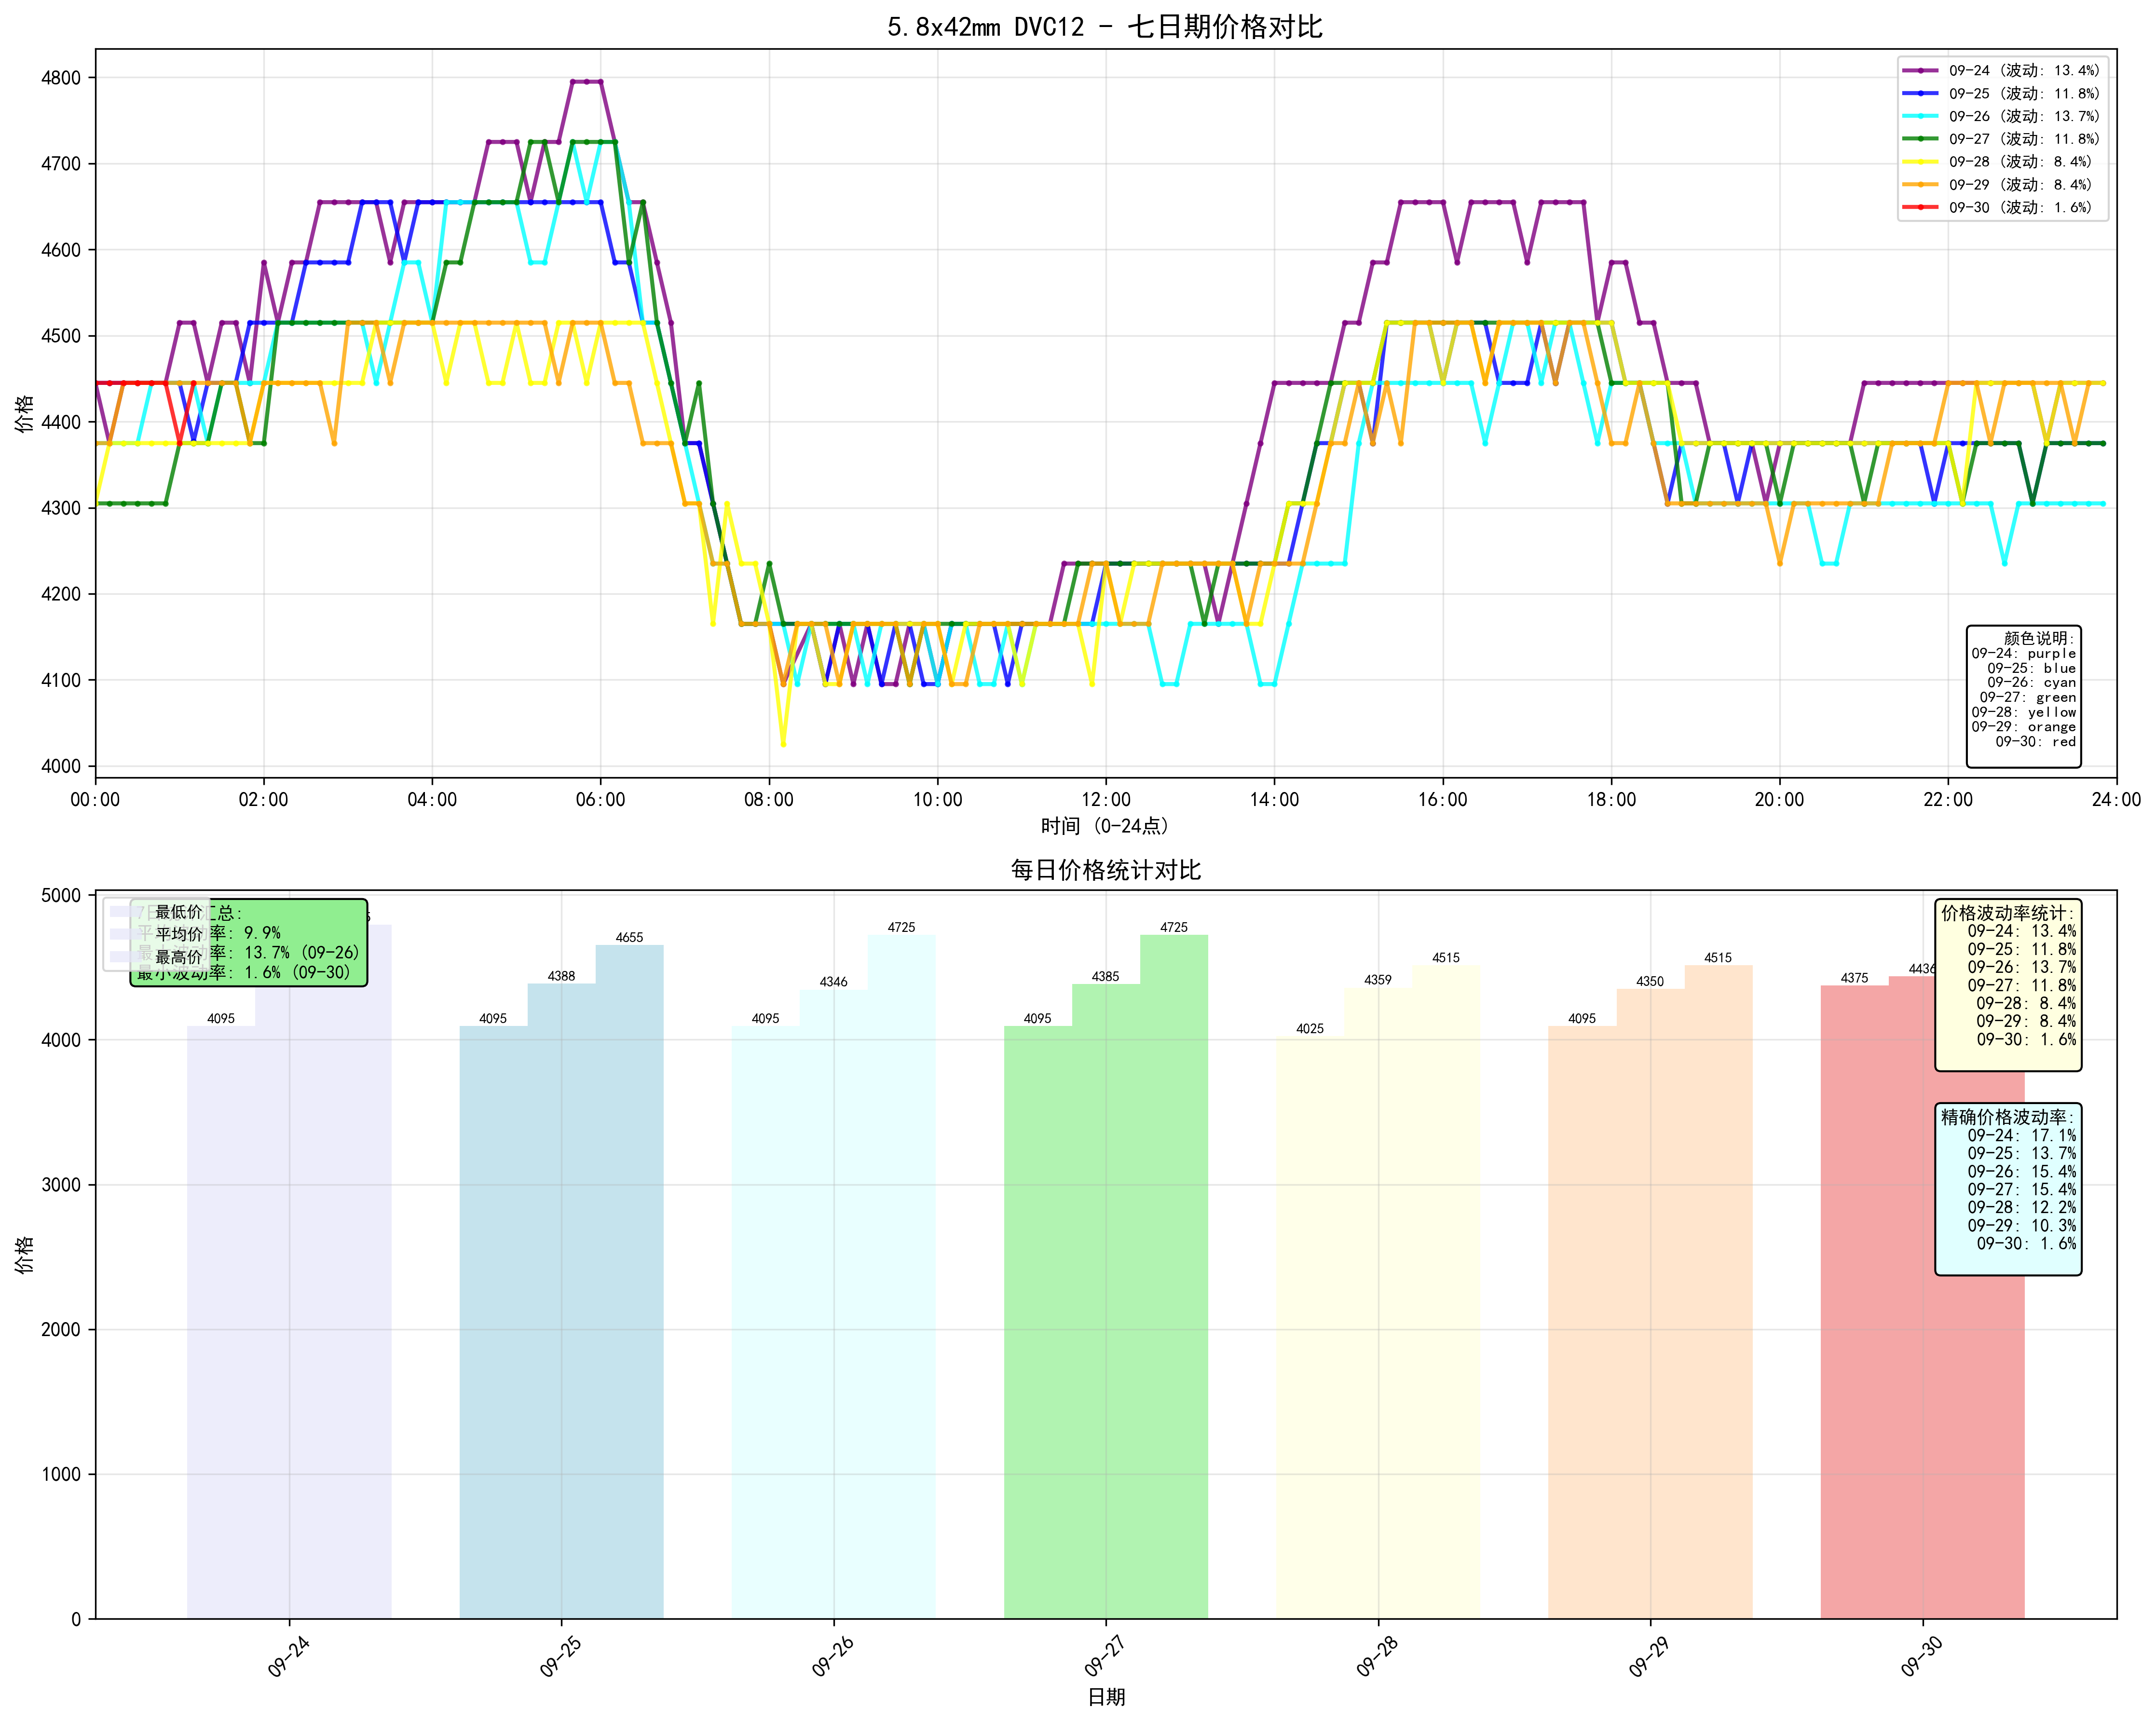 5.8x42mm DVC12 - 七日期价格对比
价格
4800
4700
4600
4500
4400
4300
4200
4100
4000
09-24 (波动: 13.4%)
09-25 (波动: 11.8%)
09-26 (波动: 13.7%)
09-27 (波动: 11.8%)
09-28 (波动: 8.4%)
09-29 (波动: 8.4%)
09-30 (波动: 1.6%)
颜色说明:
09-24: purple
09-25: blue
09-26: cyan
09-27: green
09-28: yellow
09-29: orange
09-30: red
00:00 02:00 04:00 06:00 08:00 10:00 12:00 14:00 16:00 18:00 20:00 22:00 24:00
时间 (0-24点)
每日价格统计对比
价格
5000
4000
3000
2000
1000
0
最低价
平均价
最高价
汇总:
率: 9.9%
率: 13.7% (09-26)
最小波动率: 1.6% (09-30)
4095
4095 4388 4655
4095 4346 4725
4095 4385 4725
4025 4359 4515
4095 4350 4515
4375 4436
价格波动率统计:
09-24: 13.4%
09-25: 11.8%
09-26: 13.7%
09-27: 11.8%
09-28: 8.4%
09-29: 8.4%
09-30: 1.6%
精确价格波动率:
09-24: 17.1%
09-25: 13.7%
09-26: 15.4%
09-27: 15.4%
09-28: 12.2%
09-29: 10.3%
09-30: 1.6%
09-24 09-25 09-26 09-27 09-28 09-29 09-30
日期